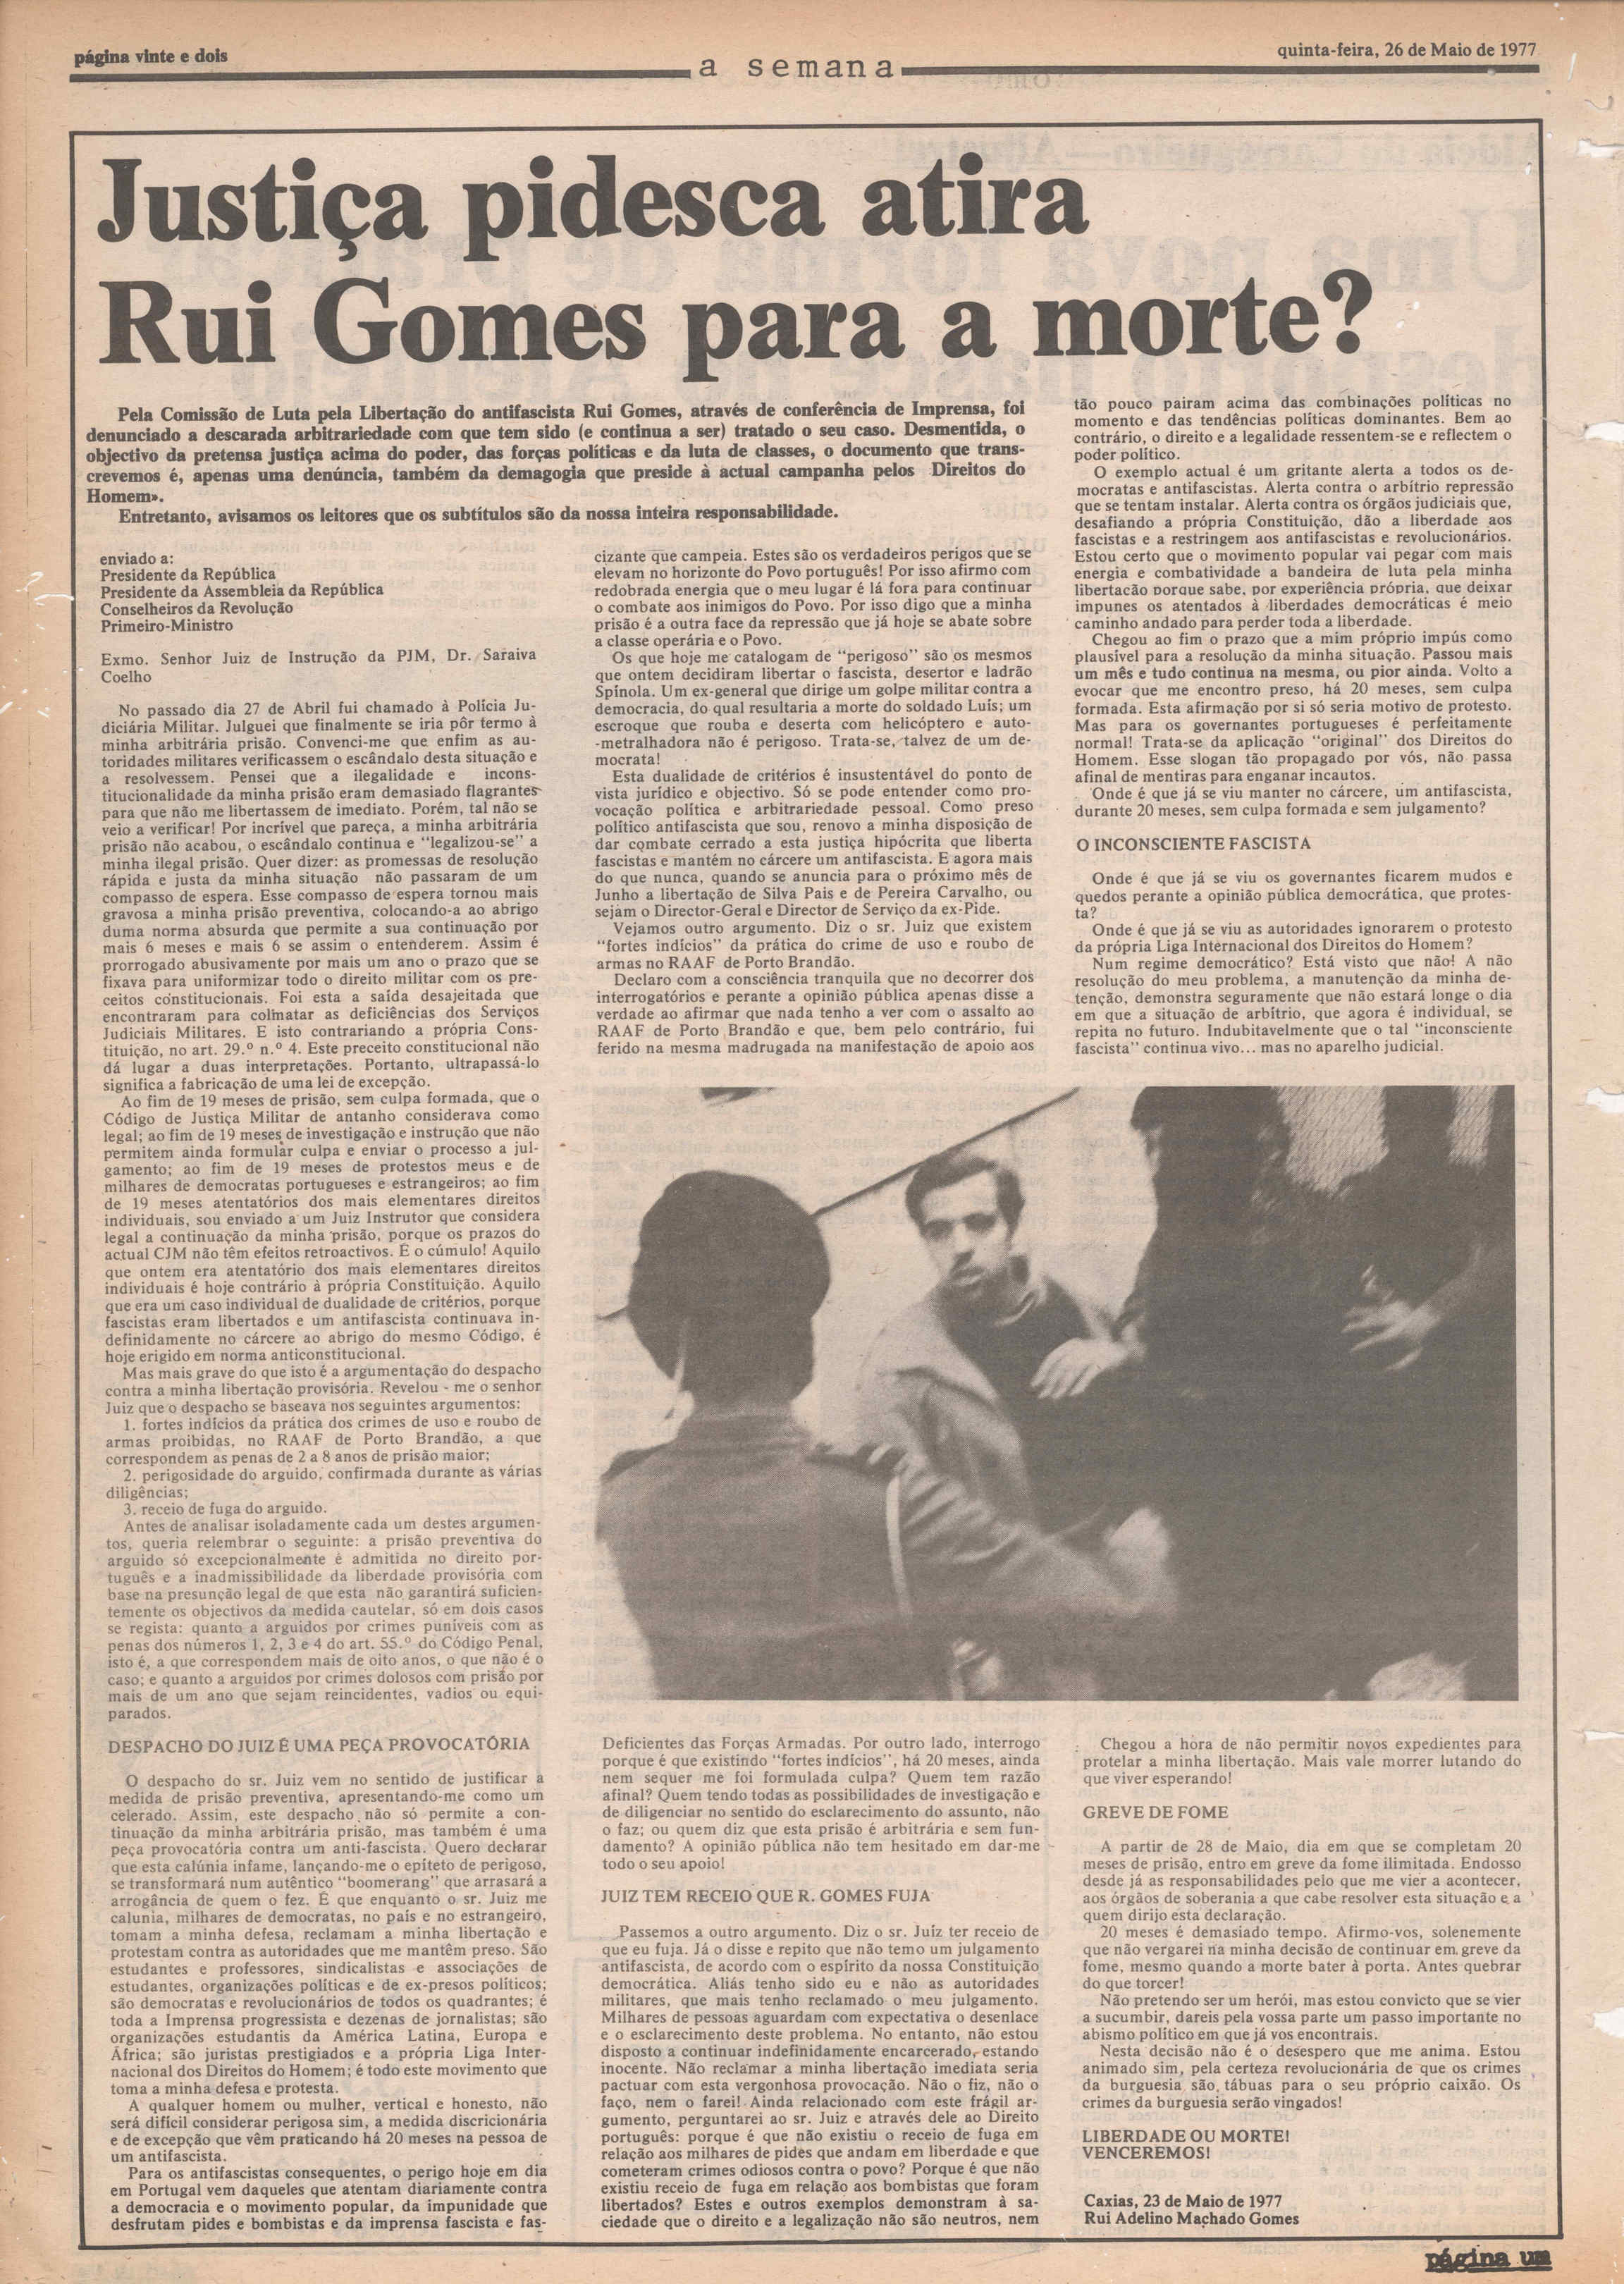 página vinte e dois
a semana
quinta-feira, 26 de Maio de 1977
Justiça pidesca atira
Rui Gomes para a morte?
Pela Comissão de Luta pela Libertação do antifascista Rui Gomes, através de conferência de Imprensa, foi
denunciado a descarada arbitrariedade com que tem sido (e continua a ser) tratado o seu caso. Desmentida, o
objectivo da pretensa justiça acima do poder, das forças políticas e da luta de classes, o documento que trans-
crevemos é, apenas uma denúncia, também da demagogia que preside à actual campanha pelos Direitos do
Homem».
Entretanto, avisamos os leitores que os subtítulos são da nossa inteira responsabilidade.
enviado a:
Presidente da República
Presidente da Assembleia da República
Conselheiros da Revolução
Primeiro-Ministro
Exmo. Senhor Juiz de Instrução da PJM, Dr. Saraiva
Coelho
No passado dia 27 de Abril fui chamado à Polícia Ju-
diciária Militar. Julguei que finalmente se iria pôr termo à
minha arbitrária prisão. Convenci-me que enfim as au-
toridades militares verificassem o escândalo desta situação e
a resolvessem. Pensei que a ilegalidade e incons-
titucionalidade da minha prisão eram demasiado flagrantes
para que não me libertassem de imediato. Porém, tal não se
veio a verificar! Por incrível que pareça, a minha arbitrária
prisão não acabou, o escândalo continua e "legalizou-se" a
minha ilegal prisão. Quer dizer: as promessas de resolução
rápida e justa da minha situação não passaram de um
compasso de espera. Esse compasso de espera tornou mais
gravosa a minha prisão preventiva, colocando-a ao abrigo
duma norma absurda que permite a sua continuação por
mais 6 meses e mais 6 se assim o entenderem. Assim é
prorrogado abusivamente por mais um ano o prazo que se
fixava para uniformizar todo o direito militar com os pre-
ceitos constitucionais. Foi esta a saída desajeitada que
encontraram para colmatar as deficiências dos Serviços
Judiciais Militares. E isto contrariando a própria Cons-
tituição, no art. 29.º n.º 4. Este preceito constitucional não
dá lugar a duas interpretações. Portanto, ultrapassá-lo
significa a fabricação de uma lei de excepção.
Ao fim de 19 meses de prisão, sem culpa formada, que o
Código de Justiça Militar de antanho considerava como
legal; ao fim de 19 meses de investigação e instrução que não
permitem ainda formular culpa e enviar o processo a jul-
gamento; ao fim de 19 meses de protestos meus e de
milhares de democratas portugueses e estrangeiros; ao fim
de 19 meses atentatórios dos mais elementares direitos
individuais, sou enviado a um Juiz Instrutor que considera
legal a continuação da minha prisão, porque os prazos do
actual CJM não têm efeitos retroactivos. É o cúmulo! Aquilo
que ontem era atentatório dos mais elementares direitos
individuais é hoje contrário à própria Constituição. Aquilo
que era um caso individual de dualidade de critérios, porque
fascistas eram libertados e um antifascista continuava in-
definidamente no cárcere ao abrigo do mesmo Código, é
hoje erigido em norma anticonstitucional.
Mas mais grave do que isto é a argumentação do despacho
contra a minha libertação provisória. Revelou - me o senhor
Juiz que o despacho se baseava nos seguintes argumentos:
1. fortes indícios da prática dos crimes de uso e roubo de
armas proibidas, no RAAF de Porto Brandão, a que
correspondem as penas de 2 a 8 anos de prisão maior;
2. perigosidade do arguido, confirmada durante as várias
diligências;
3. receio de fuga do arguido.
Antes de analisar isoladamente cada um destes argumen-
tos, queria relembrar o seguinte: a prisão preventiva do
arguido só excepcionalmente é admitida no direito por-
tuguês e a inadmissibilidade da liberdade provisória com
base na presunção legal de que esta não garantirá suficien-
temente os objectivos da medida cautelar, só em dois casos
se regista: quanto a arguidos por crimes puníveis com as
penas dos números 1, 2, 3 e 4 do art. 55.º do Código Penal,
isto é, a que correspondem mais de oito anos, o que não é o
caso; e quanto a arguidos por crimes dolosos com prisão por
mais de um ano que sejam reincidentes, vadios ou equi-
parados.
DESPACHO DO JUIZ É UMA PEÇA PROVOCATÓRIA
O despacho do sr. Juiz vem no sentido de justificar a
medida de prisão preventiva, apresentando-me como um
celerado. Assim, este despacho não só permite a con-
tinuação da minha arbitrária prisão, mas também é uma
peça provocatória contra um anti-fascista. Quero declarar
que esta calúnia infame, lançando-me o epíteto de perigoso,
se transformará num autêntico "boomerang" que arrasará a
arrogância de quem o fez. É que enquanto o sr. Juiz me
calunia, milhares de democratas, no país e no estrangeiro,
tomam a minha defesa, reclamam a minha libertação e
protestam contra as autoridades que me mantêm preso. São
estudantes e professores, sindicalistas e associações de
estudantes, organizações políticas e de ex-presos políticos;
são democratas e revolucionários de todos os quadrantes; é
toda a Imprensa progressista e dezenas de jornalistas; são
organizações estudantis da América Latina, Europa e
África; são juristas prestigiados e a própria Liga Inter-
nacional dos Direitos do Homem; é todo este movimento que
toma a minha defesa e protesta.
A qualquer homem ou mulher, vertical e honesto, não
será difícil considerar perigosa sim, a medida discricionária
e de excepção que vêm praticando há 20 meses na pessoa de
um antifascista.
Para os antifascistas consequentes, o perigo hoje em dia
em Portugal vem daqueles que atentam diariamente contra
a democracia e o movimento popular, da impunidade que
desfrutam pides e bombistas e da imprensa fascista e fas-
cizante que campeia. Estes são os verdadeiros perigos que se
elevam no horizonte do Povo português! Por isso afirmo com
redobrada energia que o meu lugar é lá fora para continuar
o combate aos inimigos do Povo. Por isso digo que a minha
prisão é a outra face da repressão que já hoje se abate sobre
a classe operária e o Povo.
Os que hoje me catalogam de "perigoso" são os mesmos
que ontem decidiram libertar o fascista, desertor e ladrão
Spínola. Um ex-general que dirige um golpe militar contra a
democracia, do qual resultaria a morte do soldado Luís; um
escroque que rouba e deserta com helicóptero e auto-
-metralhadora não é perigoso. Trata-se, talvez de um de-
mocrata!
Esta dualidade de critérios é insustentável do ponto de
vista jurídico e objectivo. Só se pode entender como pro-
vocação política e arbitrariedade pessoal. Como preso
político antifascista que sou, renovo a minha disposição de
dar combate cerrado a esta justiça hipócrita que liberta
fascistas e mantém no cárcere um antifascista. E agora mais
do que nunca, quando se anuncia para o próximo mês de
Junho a libertação de Silva Pais e de Pereira Carvalho, ou
sejam o Director-Geral e Director de Serviço da ex-Pide.
Vejamos outro argumento. Diz o sr. Juiz que existem
"fortes indícios" da prática do crime de uso e roubo de
armas no RAAF de Porto Brandão.
Declaro com a consciência tranquila que no decorrer dos
interrogatórios e perante a opinião pública apenas disse a
verdade ao afirmar que nada tenho a ver com o assalto ao
RAAF de Porto Brandão e que, bem pelo contrário, fui
ferido na mesma madrugada na manifestação de apoio aos
Deficientes das Forças Armadas. Por outro lado, interrogo
porque é que existindo "fortes indícios", há 20 meses, ainda
nem sequer me foi formulada culpa? Quem tem razão
afinal? Quem tendo todas as possibilidades de investigação e
de diligenciar no sentido do esclarecimento do assunto, não
o faz; ou quem diz que esta prisão é arbitrária e sem fun-
damento? A opinião pública não tem hesitado em dar-me
todo o seu apoio!
JUIZ TEM RECEIO QUE R. GOMES FUJA
Passemos a outro argumento. Diz o sr. Juiz ter receio de
que eu fuja. Já o disse e repito que não temo um julgamento
antifascista, de acordo com o espírito da nossa Constituição
democrática. Aliás tenho sido eu e não as autoridades
militares, que mais tenho reclamado o meu julgamento.
Milhares de pessoas aguardam com expectativa o desenlace
e o esclarecimento deste problema. No entanto, não estou
disposto a continuar indefinidamente encarcerado, estando
inocente. Não reclamar a minha libertação imediata seria
pactuar com esta vergonhosa provocação. Não o fiz, não o
faço, nem o farei! Ainda relacionado com este frágil ar-
gumento, perguntarei ao sr. Juiz e através dele ao Direito
português: porque é que não existiu o receio de fuga em
relação aos milhares de pides que andam em liberdade e que
cometeram crimes odiosos contra o povo? Porque é que não
existiu receio de fuga em relação aos bombistas que foram
libertados? Estes e outros exemplos demonstram à sa-
ciedade que o direito e a legalização não são neutros, nem
tão pouco pairam acima das combinações políticas no
momento e das tendências políticas dominantes. Bem ao
contrário, o direito e a legalidade ressentem-se e reflectem o
poder político.
O exemplo actual é um gritante alerta a todos os de-
mocratas e antifascistas. Alerta contra o arbítrio repressão
que se tentam instalar. Alerta contra os órgãos judiciais que,
desafiando a própria Constituição, dão a liberdade aos
fascistas e a restringem aos antifascistas e revolucionários.
Estou certo que o movimento popular vai pegar com mais
energia e combatividade a bandeira de luta pela minha
libertacão porque sabe, por experiência própria, que deixar
impunes os atentados à liberdades democráticas é meio
caminho andado para perder toda a liberdade.
Chegou ao fim o prazo que a mim próprio impús como
plausível para a resolução da minha situação. Passou mais
um mês e tudo continua na mesma, ou pior ainda. Volto a
evocar que me encontro preso, há 20 meses, sem culpa
formada. Esta afirmação por si só seria motivo de protesto.
Mas para os governantes portugueses é perfeitamente
normal! Trata-se da aplicação "original" dos Direitos do
Homem. Esse slogan tão propagado por vós, não passa
afinal de mentiras para enganar incautos.
Onde é que já se viu manter no cárcere, um antifascista,
durante 20 meses, sem culpa formada e sem julgamento?
O INCONSCIENTE FASCISTA
Onde é que já se viu os governantes ficarem mudos e
quedos perante a opinião pública democrática, que protes-
ta?
Onde é que já se viu as autoridades ignorarem o protesto
da própria Liga Internacional dos Direitos do Homem?
Num regime democrático? Está visto que não! A não
resolução do meu problema, a manutenção da minha de-
tenção, demonstra seguramente que não estará longe o dia
em que a situação de arbítrio, que agora é individual, se
repita no futuro. Indubitavelmente que o tal "inconsciente
fascista" continua vivo... mas no aparelho judicial.
Chegou a hora de não permitir novos expedientes para
protelar a minha libertação. Mais vale morrer lutando do
que viver esperando!
GREVE DE FOME
A partir de 28 de Maio, dia em que se completam 20
meses de prisão, entro em greve da fome ilimitada. Endosso
desde já as responsabilidades pelo que me vier a acontecer,
aos órgãos de soberania a que cabe resolver esta situação e a
quem dirijo esta declaração.
20 meses é demasiado tempo. Afirmo-vos, solenemente
que não vergarei na minha decisão de continuar em greve da
fome, mesmo quando a morte bater à porta. Antes quebrar
do que torcer!
Não pretendo ser um herói, mas estou convicto que se vier
a sucumbir, dareis pela vossa parte um passo importante no
abismo político em que já vos encontrais.
Nesta decisão não é o desespero que me anima. Estou
animado sim, pela certeza revolucionária de que os crimes
da burguesia são tábuas para o seu próprio caixão. Os
crimes da burguesia serão vingados!
LIBERDADE OU MORTE!
VENCEREMOS!
Caxias, 23 de Maio de 1977
Rui Adelino Machado Gomes
página um